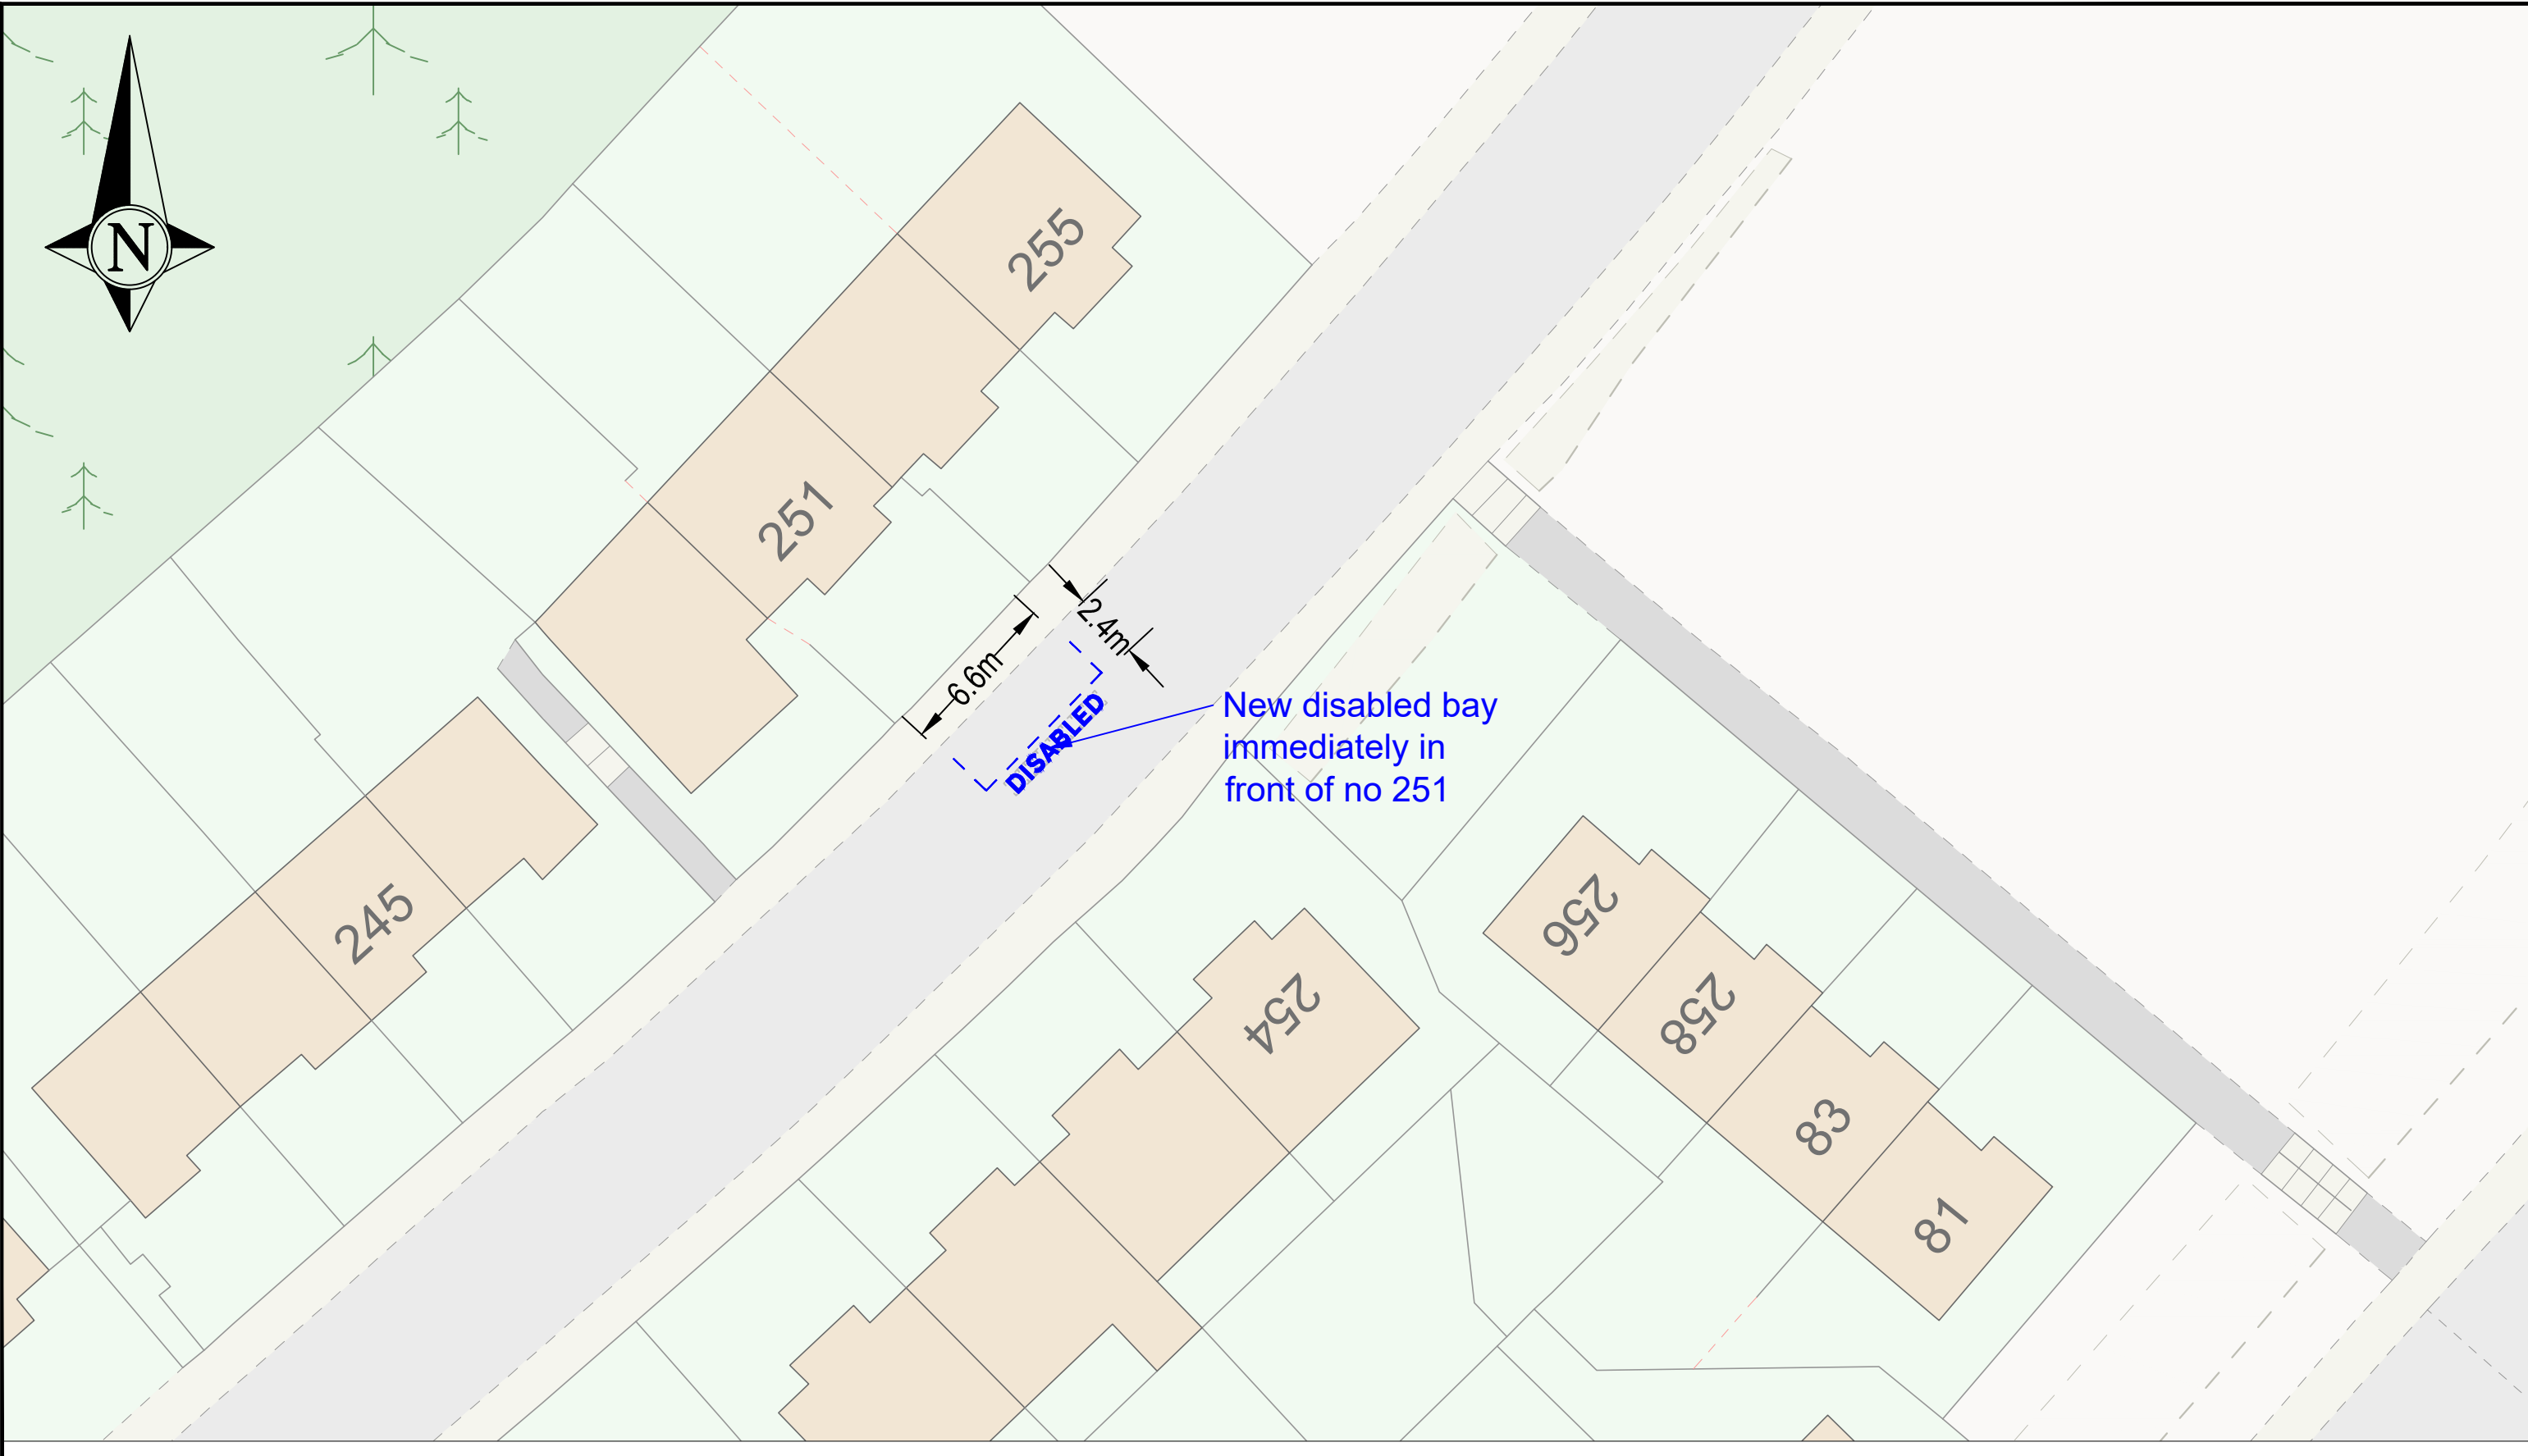 N
255
251
2.4m
6.6m
New disabled bay
immediately in
front of no 251
DISABLED
245
256
254
258
83
81